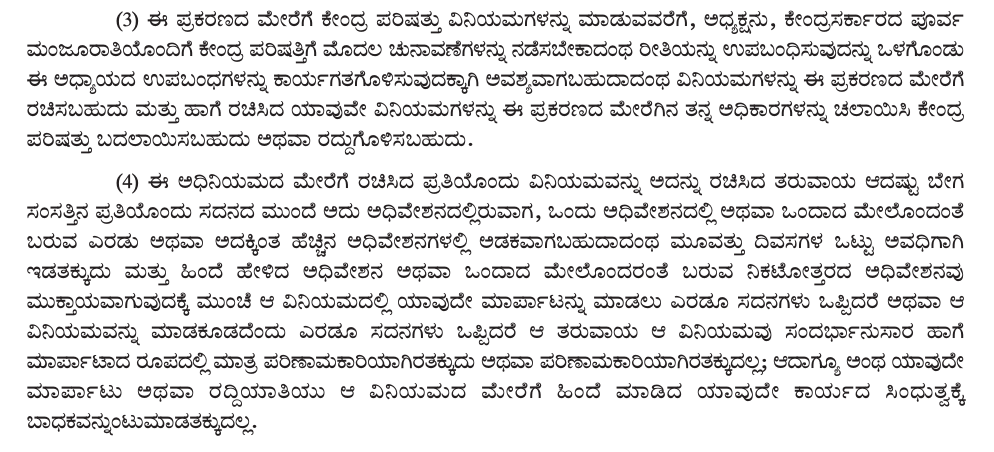 (3) ಈ ಪ್ರಕರಣದ ಮೇರೆಗೆ ಕೇಂದ್ರ ಪರಿಷತ್ತು ವಿನಿಯಮಗಳನ್ನು ಮಾಡುವವರೆಗೆ, ಅಧ್ಯಕ್ಷನು, ಕೇಂದ್ರಸರ್ಕಾರದ ಪೂರ್ವ
ಮಂಜೂರಾತಿಯೊಂದಿಗೆ ಕೇಂದ್ರ ಪರಿಷತ್ತಿಗೆ ಮೊದಲ ಚುನಾವಣೆಗಳನ್ನು ನಡೆಸಬೇಕಾದಂಥ ರೀತಿಯನ್ನು ಉಪಬಂಧಿಸುವುದನ್ನು ಒಳಗೊಂಡು
ಈ ಅಧ್ಯಾಯದ ಉಪಬಂಧಗಳನ್ನು ಕಾರ್ಯಗತಗೊಳಿಸುವುದಕ್ಕಾಗಿ ಅವಶ್ಯವಾಗಬಹುದಾದಂಥ ವಿನಿಯಮಗಳನ್ನು ಈ ಪ್ರಕರಣದ ಮೇರೆಗೆ
ರಚಿಸಬಹುದು ಮತ್ತು ಹಾಗೆ ರಚಿಸಿದ ಯಾವುವೇ ವಿನಿಯಮಗಳನ್ನು ಈ ಪ್ರಕರಣದ ಮೇರೆಗಿನ ತನ್ನ ಅಧಿಕಾರಗಳನ್ನು ಚಲಾಯಿಸಿ ಕೇಂದ್ರ
ಪರಿಷತ್ತು ಬದಲಾಯಿಸಬಹುದು ಅಥವಾ ರದ್ದುಗೊಳಿಸಬಹುದು.
(4) ಈ ಅಧಿನಿಯಮದ ಮೇರೆಗೆ ರಚಿಸಿದ ಪ್ರತಿಯೊಂದು ವಿನಿಯಮವನ್ನು ಅದನ್ನು ರಚಿಸಿದ ತರುವಾಯ ಆದಷ್ಟು ಬೇಗ
ಸಂಸತ್ತಿನ ಪ್ರತಿಯೊಂದು ಸದನದ ಮುಂದೆ ಅದು ಅಧಿವೇಶನದಲ್ಲಿರುವಾಗ, ಒಂದು ಅಧಿವೇಶನದಲ್ಲಿ ಅಥವಾ ಒಂದಾದ ಮೇಲೊಂದಂತೆ
ಬರುವ ಎರಡು ಅಥವಾ ಅದಕ್ಕಿಂತ ಹೆಚ್ಚಿನ ಅಧಿವೇಶನಗಳಲ್ಲಿ ಅಡಕವಾಗಬಹುದಾದಂಥ ಮೂವತ್ತು ದಿವಸಗಳ ಒಟ್ಟು ಅವಧಿಗಾಗಿ
ಇಡತಕ್ಕುದು ಮತ್ತು ಹಿಂದೆ ಹೇಳಿದ ಅಧಿವೇಶನ ಅಥವಾ ಒಂದಾದ ಮೇಲೊಂದರಂತೆ ಬರುವ ನಿಕಟೋತ್ತರದ ಅಧಿವೇಶನವು
ಮುಕ್ತಾಯವಾಗುವುದಕ್ಕೆ ಮುಂಚೆ ಆ ವಿನಿಯಮದಲ್ಲಿ ಯಾವುದೇ ಮಾರ್ಪಾಟನ್ನು ಮಾಡಲು ಎರಡೂ ಸದನಗಳು ಒಪ್ಪಿದರೆ ಅಥವಾ ಆ
ವಿನಿಯಮವನ್ನು ಮಾಡಕೂಡದೆಂದು ಎರಡೂ ಸದನಗಳು ಒಪ್ಪಿದರೆ ಆ ತರುವಾಯ ಆ ವಿನಿಯಮವು ಸಂದರ್ಭಾನುಸಾರ ಹಾಗೆ
ಮಾರ್ಪಾಟಾದ ರೂಪದಲ್ಲಿ ಮಾತ್ರ ಪರಿಣಾಮಕಾರಿಯಾಗಿರತಕ್ಕುದು ಅಥವಾ ಪರಿಣಾಮಕಾರಿಯಾಗಿರತಕ್ಕುದಲ್ಲ; ಆದಾಗ್ಯೂ ಅಂಥ ಯಾವುದೇ
ಮಾರ್ಪಾಟು ಅಥವಾ ರದ್ದಿಯಾತಿಯು ಆ ವಿನಿಯಮದ ಮೇರೆಗೆ ಹಿಂದೆ ಮಾಡಿದ ಯಾವುದೇ ಕಾರ್ಯದ ಸಿಂಧುತ್ವಕ್ಕೆ
ಬಾಧಕವನ್ನುಂಟುಮಾಡತಕ್ಕುದಲ್ಲ.